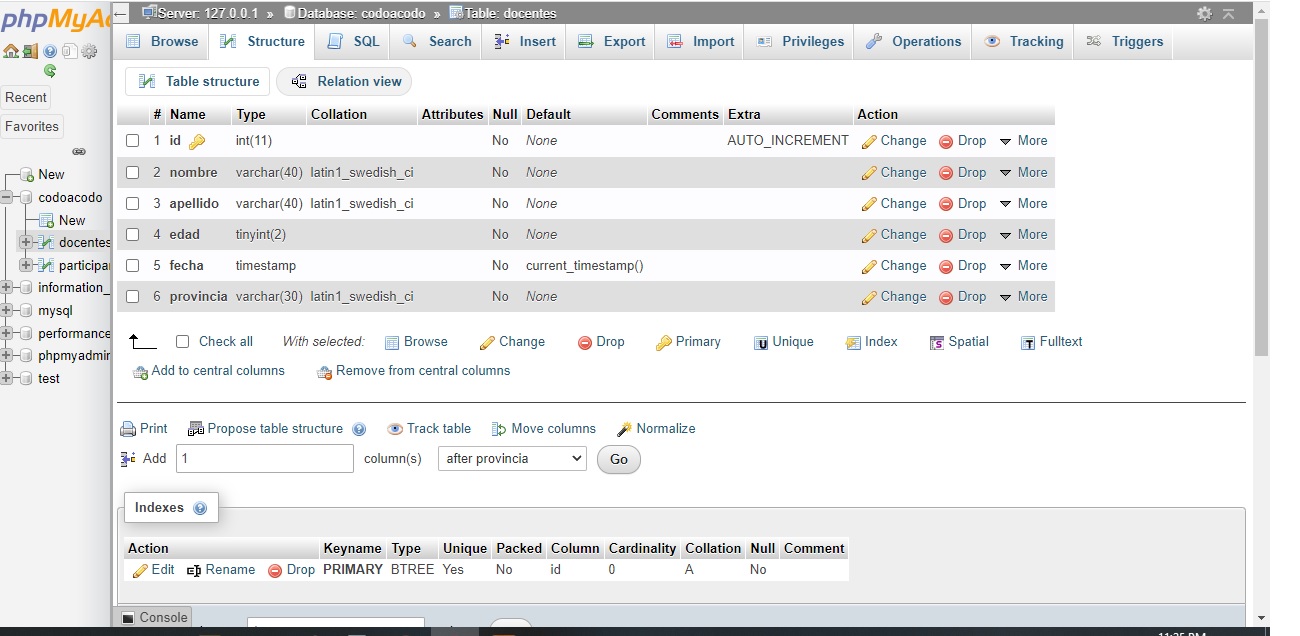 phpMyAd
Server: 127.0.0.1 » Database: codoacodo » Table: docentes
Browse Structure SQL Search Insert Export Import Privileges Operations Tracking Triggers
Table structure Relation view
Recent
Favorites
New
codoacodo
New
docentes
participa
information_
mysql
performance
phpmyadmin
test
# Name Type Collation Attributes Null Default Comments Extra Action
1 id int(11) No None AUTO_INCREMENT Change Drop More
2 nombre varchar(40) latin1_swedish_ci No None Change Drop More
3 apellido varchar(40) latin1_swedish_ci No None Change Drop More
4 edad tinyint(2) No None Change Drop More
5 fecha timestamp No current_timestamp() Change Drop More
6 provincia varchar(30) latin1_swedish_ci No None Change Drop More
Check all With selected: Browse Change Drop Primary Unique Index Spatial Fulltext
Add to central columns Remove from central columns
Print Propose table structure Track table Move columns Normalize
Add 1 column(s) after provincia Go
Indexes
Action Keyname Type Unique Packed Column Cardinality Collation Null Comment
Edit Rename Drop PRIMARY BTREE Yes No id 0 A No
Console